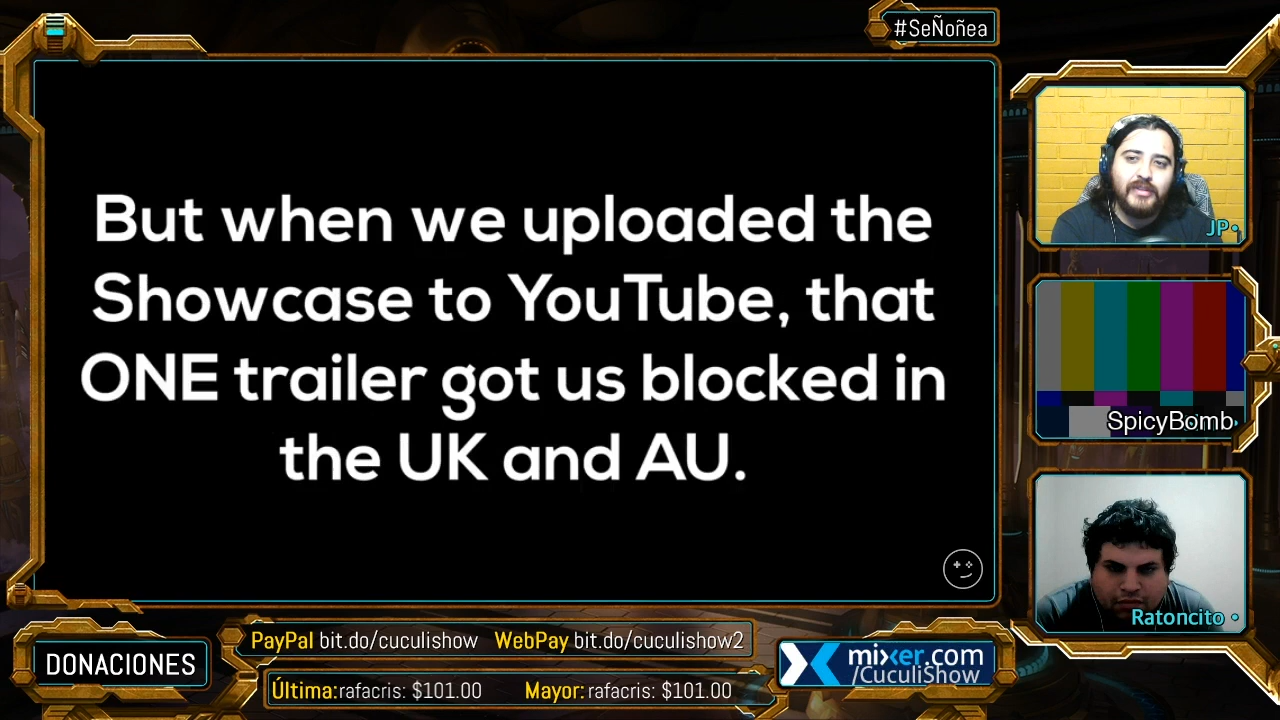 #SeÑoñea
But when we uploaded the
Showcase to YouTube, that
ONE trailer got us blocked in
the UK and AU.
JP
SpicyBomb
Ratoncito
DONACIONES
PayPal bit.do/cuculishow WebPay bit.do/cuculishow2
Última: rafacris: $101.00 Mayor: rafacris: $101.00
mixer.com
/CuculiShow